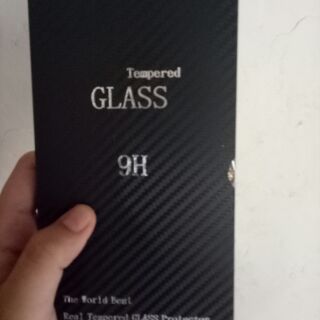 Tempered
GLASS
9H
The World Best
Real Tempered GLASS Protector